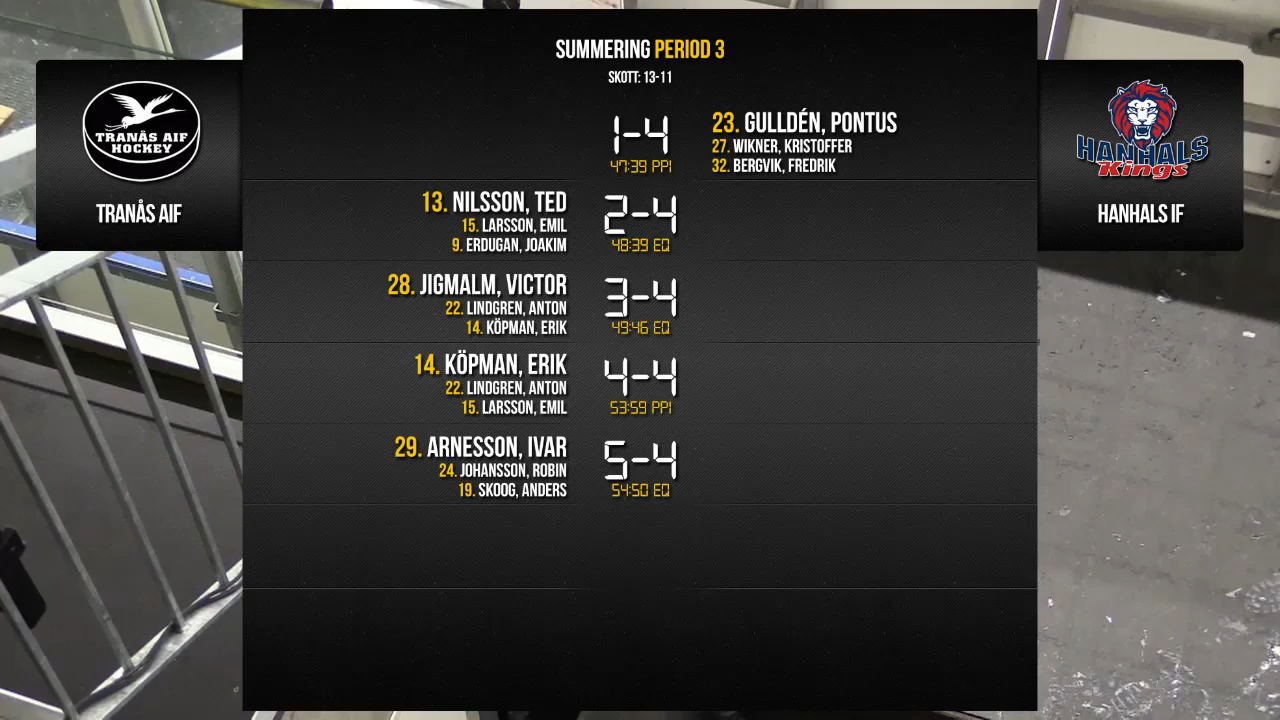 SUMMERING PERIOD 3
SKOTT: 13-11
TRANÅS AIF
HOCKEY
TRANÅS AIF
HANHALS
Kings
HANHALS IF
1-4
47:39 PP1
23. GULLDÉN, PONTUS
27. WIKNER, KRISTOFFER
32. BERGVIK, FREDRIK
13. NILSSON, TED
15. LARSSON, EMIL
9. ERDUGAN, JOAKIM
2-4
48:39 EQ
28. JIGMALM, VICTOR
22. LINDGREN, ANTON
14. KÖPMAN, ERIK
3-4
49:46 EQ
14. KÖPMAN, ERIK
22. LINDGREN, ANTON
15. LARSSON, EMIL
4-4
53:59 PP1
29. ARNESSON, IVAR
24. JOHANSSON, ROBIN
19. SKOOG, ANDERS
5-4
54:50 EQ